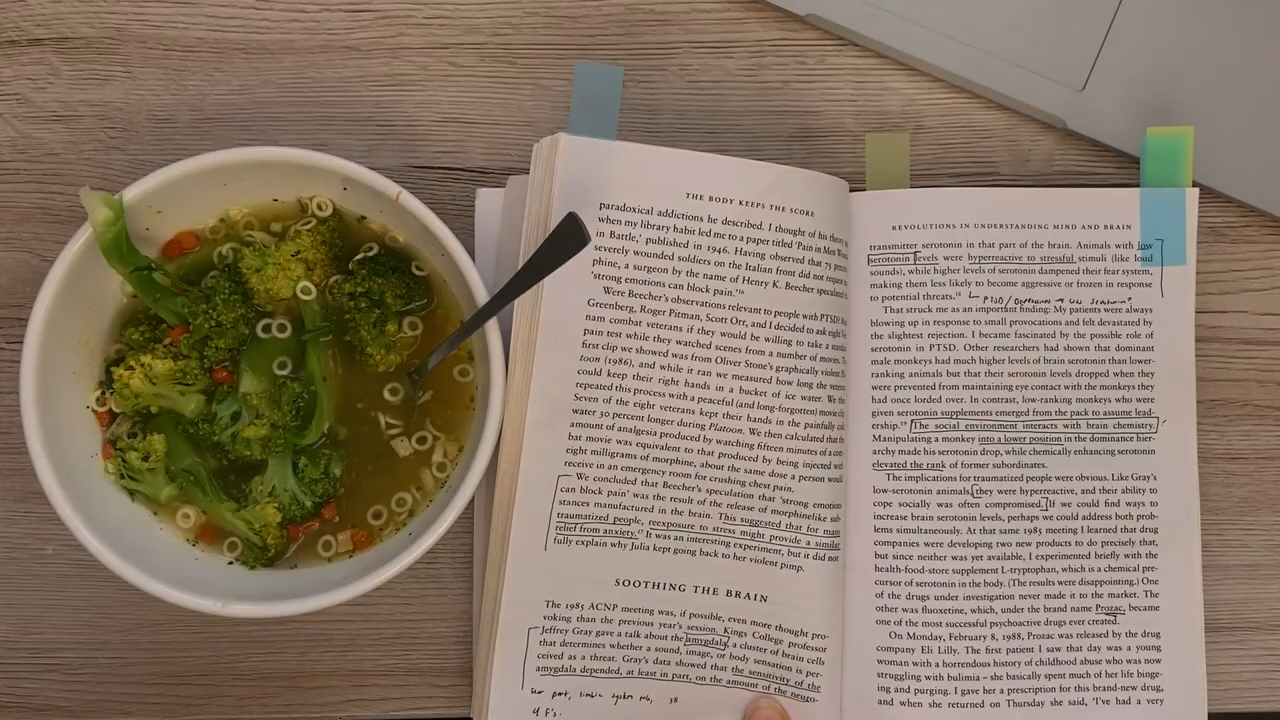 THE BODY KEEPS THE SCORE
paradoxical addictions he described. I thought of his theory
when my library habit led me to a paper titled 'Pain in Men Wounded
in Battle,' published in 1946. Having observed that 75 percent
severely wounded soldiers on the Italian front did not request
phine, a surgeon by the name of Henry K. Beecher speculated
'strong emotions can block pain.'16
Were Beecher's observations relevant to people with PTSD?
Greenberg, Roger Pitman, Scott Orr, and I decided to ask eight
nam combat veterans if they would be willing to take a
pain test while they watched scenes from a number of movies.
first clip we showed was from Oliver Stone's graphically violent
toon (1986), and while it ran we measured how long the
could keep their right hands in a bucket of ice water. We
repeated this process with a peaceful (and long-forgotten) movie clip
Seven of the eight veterans kept their hands in the painfully
water 30 percent longer during Platoon. We then calculated that
amount of analgesia produced by watching fifteen minutes of a
bat movie was equivalent to that produced by being injected with
eight milligrams of morphine, about the same dose a person would
receive in an emergency room for crushing chest pain.
We concluded that Beecher's speculation that 'strong emotions
can block pain' was the result of the release of morphinelike sub-
stances manufactured in the brain. This suggested that for many
traumatized people, reexposure to stress might provide a similar
relief from anxiety.17 It was an interesting experiment, but it did not
fully explain why Julia kept going back to her violent pimp.
SOOTHING THE BRAIN
The 1985 ACNP meeting was, if possible, even more thought pro-
voking than the previous year's session. Kings College professor
Jeffrey Gray gave a talk about the amygdala, a cluster of brain cells
that determines whether a sound, image, or body sensation is per-
ceived as a threat. Gray's data showed that the sensitivity of the
amygdala depended, at least in part, on the amount of the neuro-
part, limbic
38
4 F's.
REVOLUTIONS IN UNDERSTANDING MIND AND BRAIN
transmitter serotonin in that part of the brain. Animals with low
serotonin levels were hyperreactive to stressful stimuli (like loud
sounds), while higher levels of serotonin dampened their fear system,
making them less likely to become aggressive or frozen in response
to potential threats.18 PTSD / Depression → low serotonin?
That struck me as an important finding: My patients were always
blowing up in response to small provocations and felt devastated by
the slightest rejection. I became fascinated by the possible role of
serotonin in PTSD. Other researchers had shown that dominant
male monkeys had much higher levels of brain serotonin than lower-
ranking animals but that their serotonin levels dropped when they
were prevented from maintaining eye contact with the monkeys they
had once lorded over. In contrast, low-ranking monkeys who were
given serotonin supplements emerged from the pack to assume lead-
ership.19 The social environment interacts with brain chemistry.
Manipulating a monkey into a lower position in the dominance hier-
archy made his serotonin drop, while chemically enhancing serotonin
elevated the rank of former subordinates.
The implications for traumatized people were obvious. Like Gray's
low-serotonin animals, they were hyperreactive, and their ability to
cope socially was often compromised. If we could find ways to
increase brain serotonin levels, perhaps we could address both prob-
lems simultaneously. At that same 1985 meeting I learned that drug
companies were developing two new products to do precisely that,
but since neither was yet available, I experimented briefly with the
health-food-store supplement L-tryptophan, which is a chemical pre-
cursor of serotonin in the body. (The results were disappointing.) One
of the drugs under investigation never made it to the market. The
other was fluoxetine, which, under the brand name Prozac, became
one of the most successful psychoactive drugs ever created.
On Monday, February 8, 1988, Prozac was released by the drug
company Eli Lilly. The first patient I saw that day was a young
woman with a horrendous history of childhood abuse who was now
struggling with bulimia – she basically spent much of her life binge-
ing and purging. I gave her a prescription for this brand-new drug,
and when she returned on Thursday she said, 'I've had a very